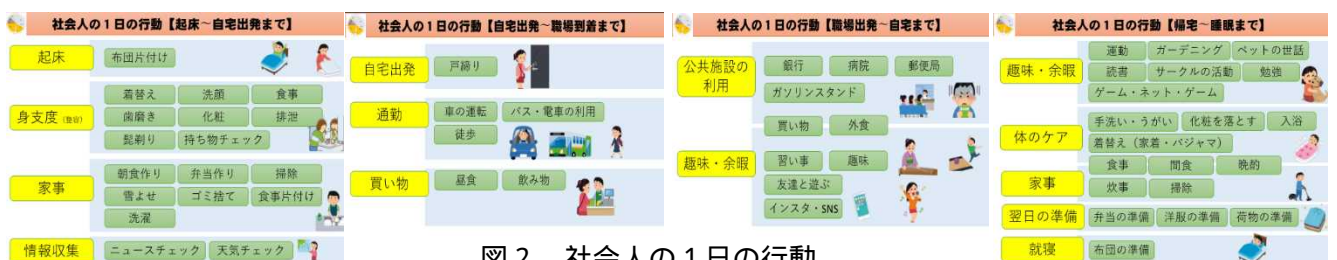 社会人の1日の行動【起床～自宅出発まで】
起床
布団片付け
身支度（整容）
着替え 洗顔 食事
歯磨き 化粧 排泄
髭剃り 持ち物チェック
家事
朝食作り 弁当作り 掃除
雪よせ ゴミ捨て 食事片付け
洗濯
情報収集
ニュースチェック 天気チェック
社会人の1日の行動【自宅出発～職場到着まで】
自宅出発
戸締り
通勤
車の運転 バス・電車の利用
徒歩
買い物
昼食 飲み物
社会人の1日の行動【職場出発～自宅まで】
公共施設の
利用
銀行 病院 郵便局
ガソリンスタンド
買い物 外食
趣味・余暇
習い事 趣味
友達と遊ぶ
インスタ・SNS
社会人の1日の行動【帰宅～睡眠まで】
趣味・余暇
運動 ガーデニング ペットの世話
読書 サークルの活動 勉強
ゲーム・ネット・ゲーム
体のケア
手洗い・うがい 化粧を落とす 入浴
着替え（家着・パジャマ）
家事
食事 間食 晩酌
炊事 掃除
翌日の準備
弁当の準備 洋服の準備 荷物の準備
就寝
布団の準備
図２ 社会人の１日の行動